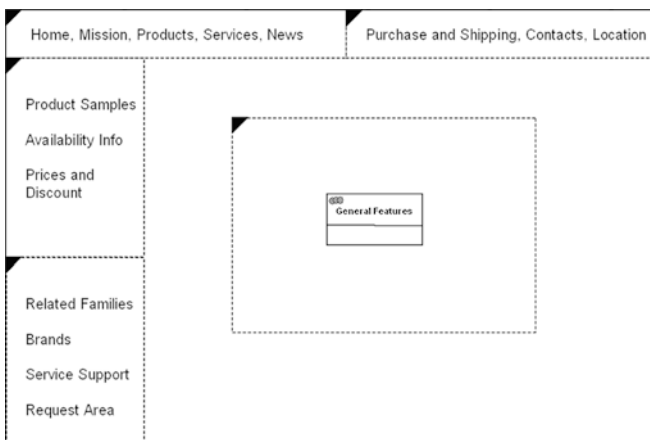 Home, Mission, Products, Services, News
Purchase and Shipping, Contacts, Location
Product Samples
Availability Info
Prices and
Discount
General Features
Related Families
Brands
Service Support
Request Area